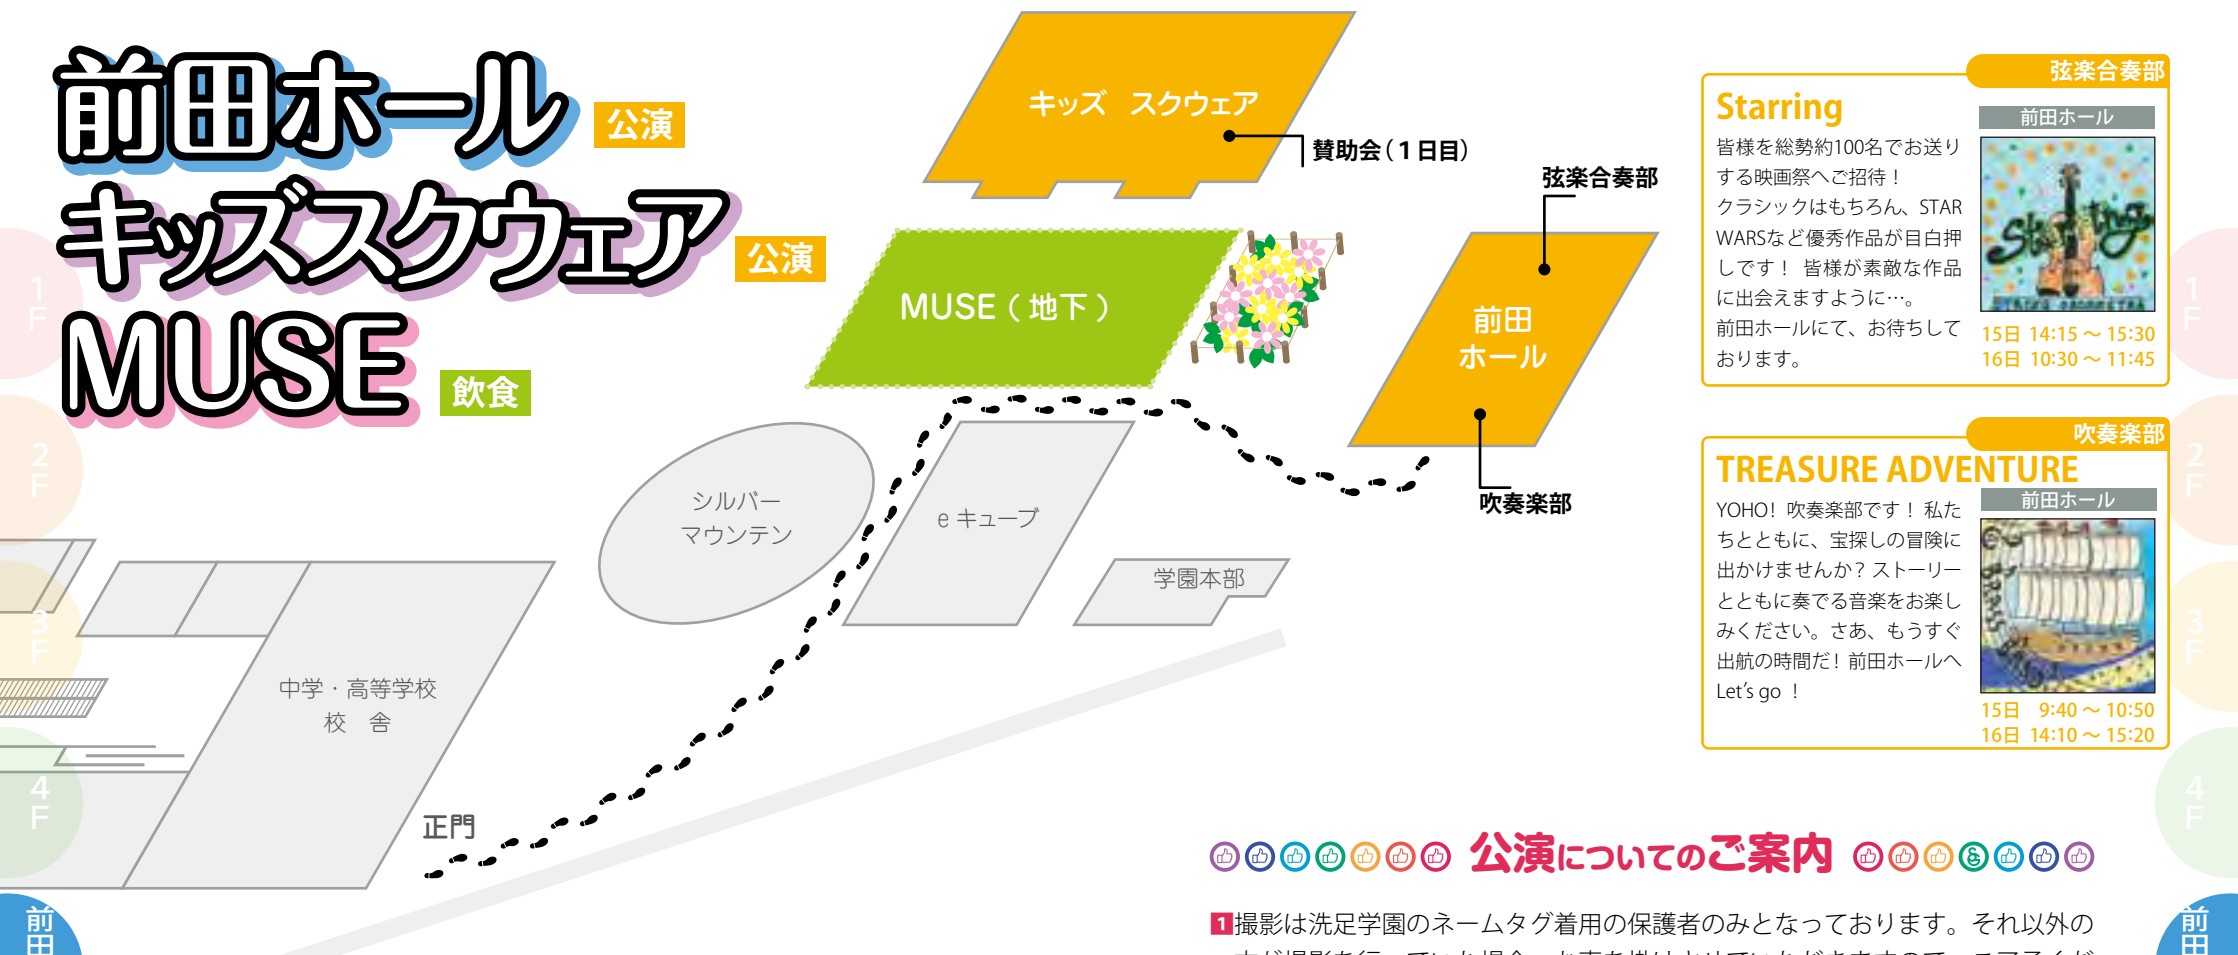 前田ホール 公演
キッズスクウェア 公演
MUSE 飲食
キッズ スクウェア
賛助会（1日目）
弦楽合奏部
MUSE（地下）
前田
ホール
吹奏楽部
シルバー
マウンテン
e キューブ
学園本部
中学・高等学校
校 舎
正門
弦楽合奏部
Starring
前田ホール
皆様を総勢約100名でお送り
する映画祭へご招待！
クラシックはもちろん、STAR
WARSなど優秀作品が目白押
しです！ 皆様が素敵な作品
に出会えますように…。
前田ホールにて、お待ちして
おります。
15日 14:15 ～ 15:30
16日 10:30 ～ 11:45
吹奏楽部
TREASURE ADVENTURE
前田ホール
YOHO！吹奏楽部です！私た
ちとともに、宝探しの冒険に
出かけませんか？ストーリー
とともに奏でる音楽をお楽し
みください。さあ、もうすぐ
出航の時間だ！前田ホールへ
Let's go ！
15日 9:40 ～ 10:50
16日 14:10 ～ 15:20
公演についてのご案内
1 撮影は洗足学園のネームタグ着用の保護者のみとなっております。それ以外の
1F
2F
3F
4F
前田
1F
2F
3F
4F
前田